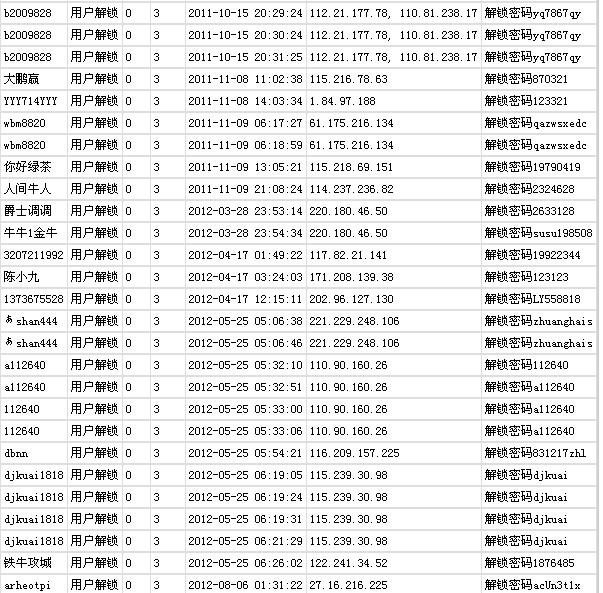 b2009828 用户解锁 0 3 2011-10-15 20:29:24 112.21.177.78, 110.81.238.17 解锁密码yq7867qy
b2009828 用户解锁 0 3 2011-10-15 20:30:24 112.21.177.78, 110.81.238.17 解锁密码yq7867qy
b2009828 用户解锁 0 3 2011-10-15 20:31:25 112.21.177.78, 110.81.238.17 解锁密码yq7867qy
大鹏赢 用户解锁 0 3 2011-11-08 11:02:38 115.216.78.63 解锁密码870321
YYY714YYY 用户解锁 0 3 2011-11-08 14:03:34 1.84.97.188 解锁密码123321
wbm8820 用户解锁 0 3 2011-11-09 06:17:27 61.175.216.134 解锁密码qazwsxedc
wbm8820 用户解锁 0 3 2011-11-09 06:18:59 61.175.216.134 解锁密码qazwsxedc
你好绿茶 用户解锁 0 3 2011-11-09 13:05:21 115.218.69.151 解锁密码19790419
人间牛人 用户解锁 0 3 2011-11-09 21:08:24 114.237.236.82 解锁密码2324628
爵士调调 用户解锁 0 3 2012-03-28 23:53:14 220.180.46.50 解锁密码2633128
牛牛1金牛 用户解锁 0 3 2012-03-28 23:54:34 220.180.46.50 解锁密码susu198508
3207211992 用户解锁 0 3 2012-04-17 01:49:22 117.82.21.141 解锁密码19922344
陈小九 用户解锁 0 3 2012-04-17 03:24:03 171.208.139.38 解锁密码123123
1373675528 用户解锁 0 3 2012-04-17 12:15:11 202.96.127.130 解锁密码LY558818
ぁshan444 用户解锁 0 3 2012-05-25 05:06:38 221.229.248.106 解锁密码zhuanghais
ぁshan444 用户解锁 0 3 2012-05-25 05:06:46 221.229.248.106 解锁密码zhuanghais
a112640 用户解锁 0 3 2012-05-25 05:32:10 110.90.160.26 解锁密码112640
a112640 用户解锁 0 3 2012-05-25 05:32:51 110.90.160.26 解锁密码a112640
112640 用户解锁 0 3 2012-05-25 05:33:00 110.90.160.26 解锁密码a112640
112640 用户解锁 0 3 2012-05-25 05:33:06 110.90.160.26 解锁密码a112640
dbnn 用户解锁 0 3 2012-05-25 05:54:21 116.209.157.225 解锁密码831217zhl
djkuai1818 用户解锁 0 3 2012-05-25 06:19:05 115.239.30.98 解锁密码djkuai
djkuai1818 用户解锁 0 3 2012-05-25 06:19:24 115.239.30.98 解锁密码djkuai
djkuai1818 用户解锁 0 3 2012-05-25 06:19:31 115.239.30.98 解锁密码djkuai
djkuai1818 用户解锁 0 3 2012-05-25 06:21:29 115.239.30.98 解锁密码djkuai
铁牛攻城 用户解锁 0 3 2012-05-25 06:26:02 122.241.34.52 解锁密码1876485
arheotpi 用户解锁 0 3 2012-08-06 01:31:22 27.16.216.225 解锁密码acUn3t1x